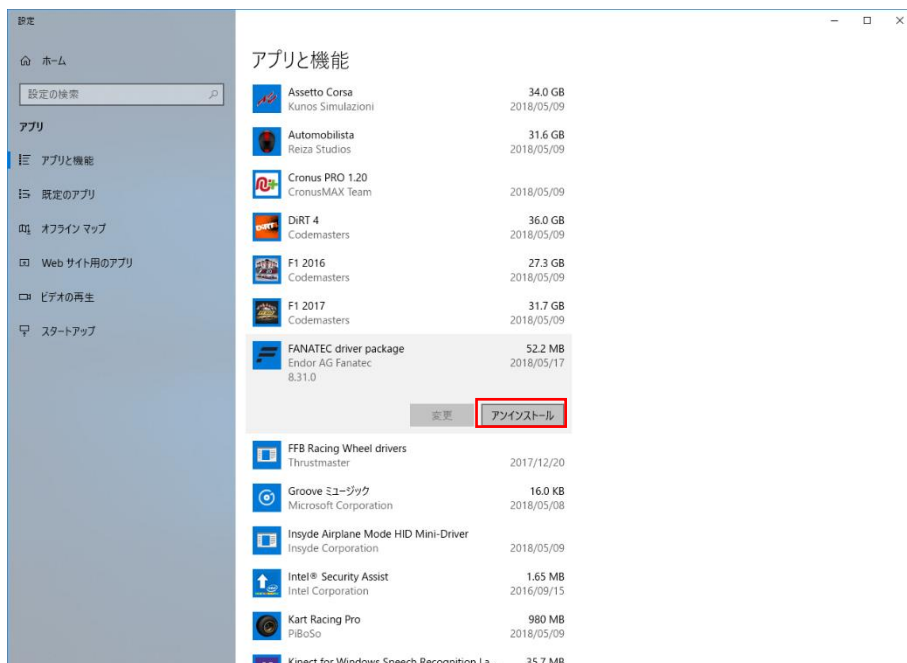 設定
ホーム
設定の検索
アプリ
アプリと機能
既定のアプリ
オフライン マップ
Web サイト用のアプリ
ビデオの再生
スタートアップ
アプリと機能
Assetto Corsa 34.0 GB
Kunos Simulazioni 2018/05/09
Automobilista 31.6 GB
Reiza Studios 2018/05/09
Cronus PRO 1.20
CronusMAX Team 2018/05/09
DiRT 4 36.0 GB
Codemasters 2018/05/09
F1 2016 27.3 GB
Codemasters 2018/05/09
F1 2017 31.7 GB
Codemasters 2018/05/09
FANATEC driver package 52.2 MB
Endor AG Fanatec 2018/05/17
8.31.0
変更 アンインストール
FFB Racing Wheel drivers
Thrustmaster 2017/12/20
Groove ミュージック 16.0 KB
Microsoft Corporation 2018/05/08
Insyde Airplane Mode HID Mini-Driver
Insyde Corporation 2018/05/09
Intel® Security Assist 1.65 MB
Intel Corporation 2016/09/15
Kart Racing Pro 980 MB
PiBoSo 2018/05/09
Kinect for Windows Speech Recognition La 35.7 MB